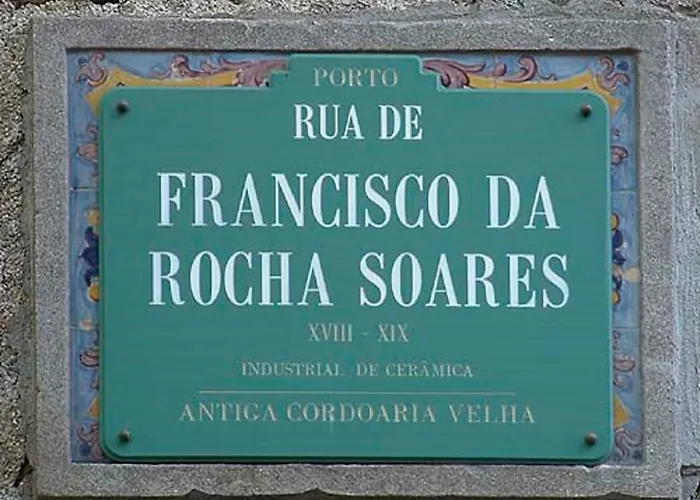 PORTO
RUA DE
FRANCISCO DA
ROCHA SOARES
XVIII - XIX
INDUSTRIAL DE CERÂMICA
ANTIGA CORDOARIA VELHA